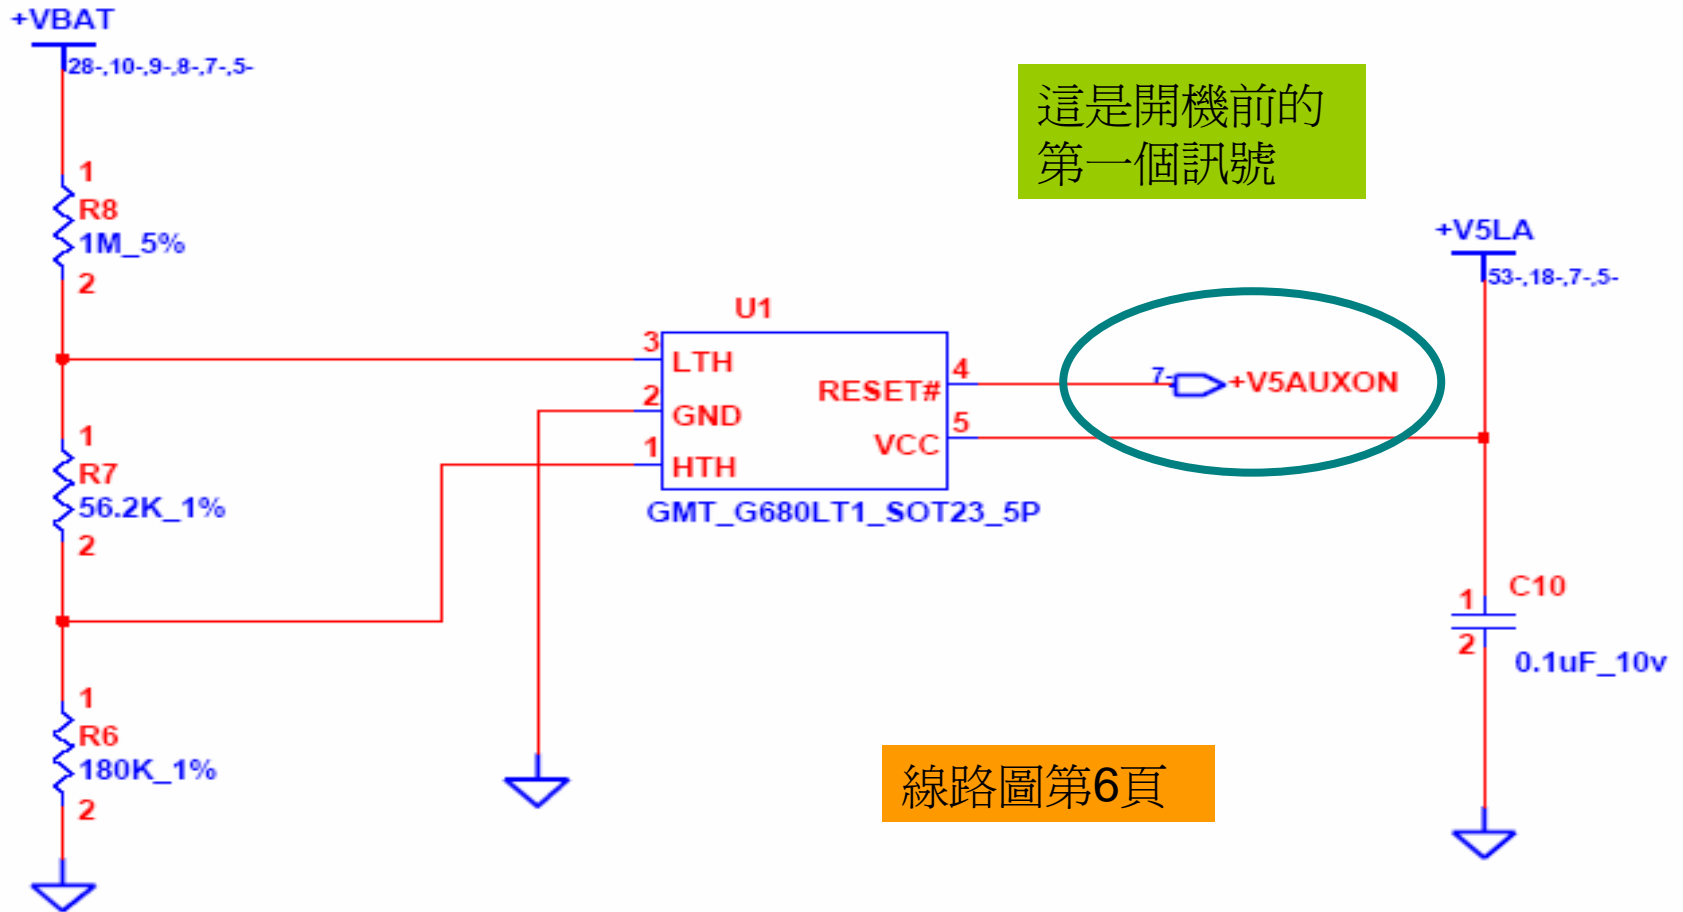 +VBAT
28-,10-,9-,8-,7-,5-
這是開機前的
第一個訊號
1
R8
1M_5%
2
+V5LA
53-,18-,7-,5-
U1
3
LTH
2
GND
1
HTH
RESET#
4
VCC
5
7-
+V5AUXON
GMT_G680LT1_SOT23_5P
1
R7
56.2K_1%
2
1
C10
2
0.1uF_10v
1
R6
180K_1%
2
線路圖第6頁